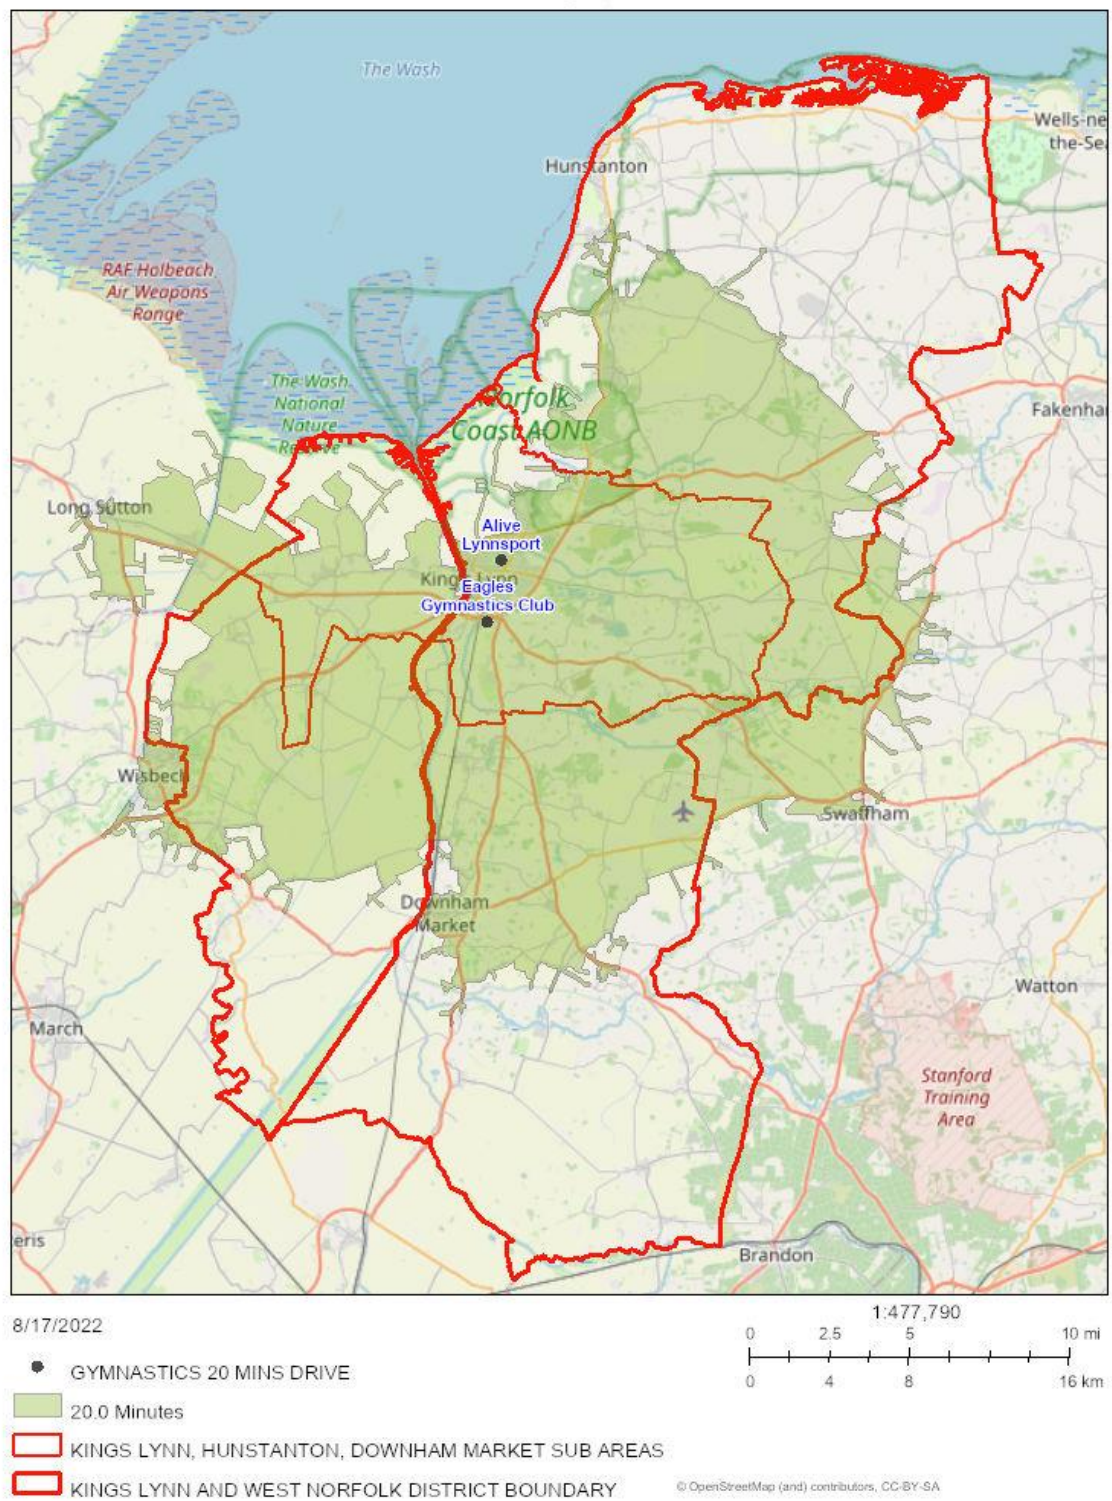 The Wash
Wells-ne
the-Sea
Hunstanton
RAF Holbeach
Air Weapons
Range
The Wash
National
Nature
Reserve
Norfolk
Coast AONB
Fakenha
Long Sutton
Alive
Lynnsport
King's Lynn
Eagles
Gymnastics Club
Wisbech
Swaffham
Downham
Market
Watton
March
Stanford
Training
Area
eris
Brandon
8/17/2022
1:477,790
0 2.5 5 10 mi
0 4 8 16 km
GYMNASTICS 20 MINS DRIVE
20.0 Minutes
KINGS LYNN, HUNSTANTON, DOWNHAM MARKET SUB AREAS
KINGS LYNN AND WEST NORFOLK DISTRICT BOUNDARY
© OpenStreetMap (and) contributors, CC-BY-SA